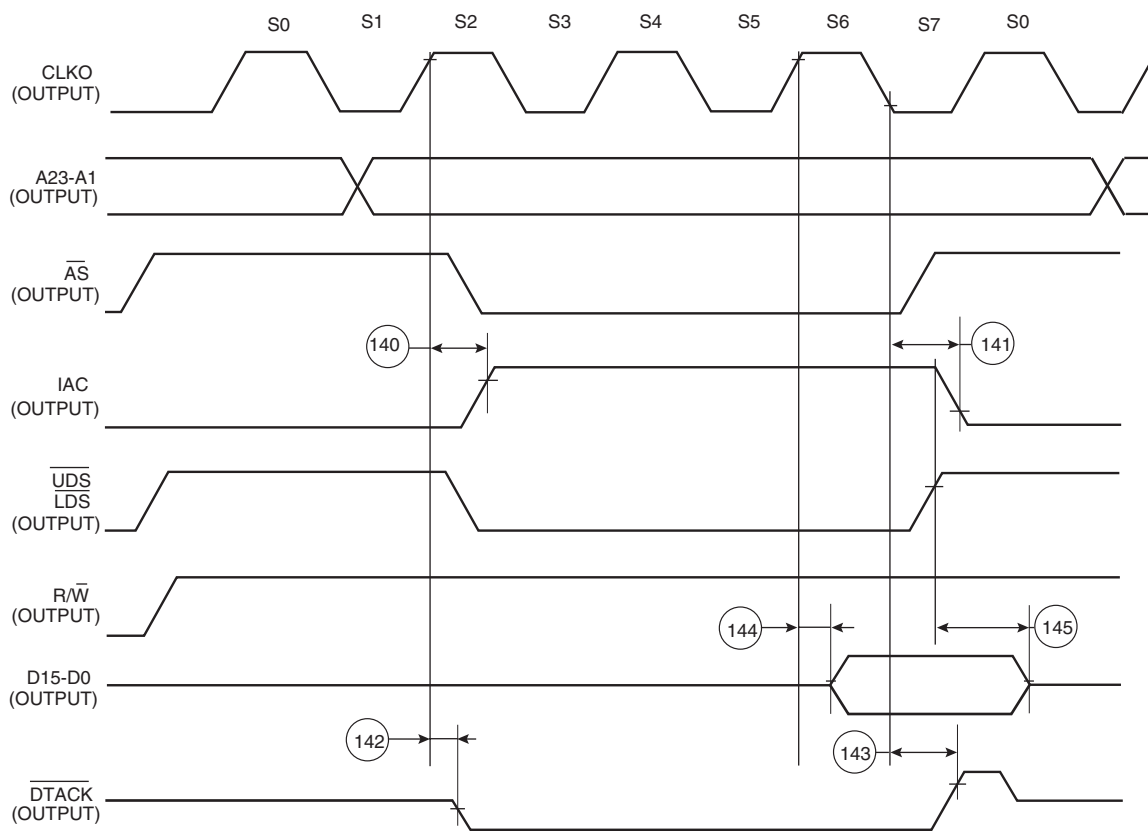 S0 S1 S2 S3 S4 S5 S6 S7 S0
CLKO
(OUTPUT)
A23-A1
(OUTPUT)
AS
(OUTPUT)
140
141
IAC
(OUTPUT)
UDS
LDS
(OUTPUT)
R/W
(OUTPUT)
144
145
D15-D0
(OUTPUT)
142
143
DTACK
(OUTPUT)